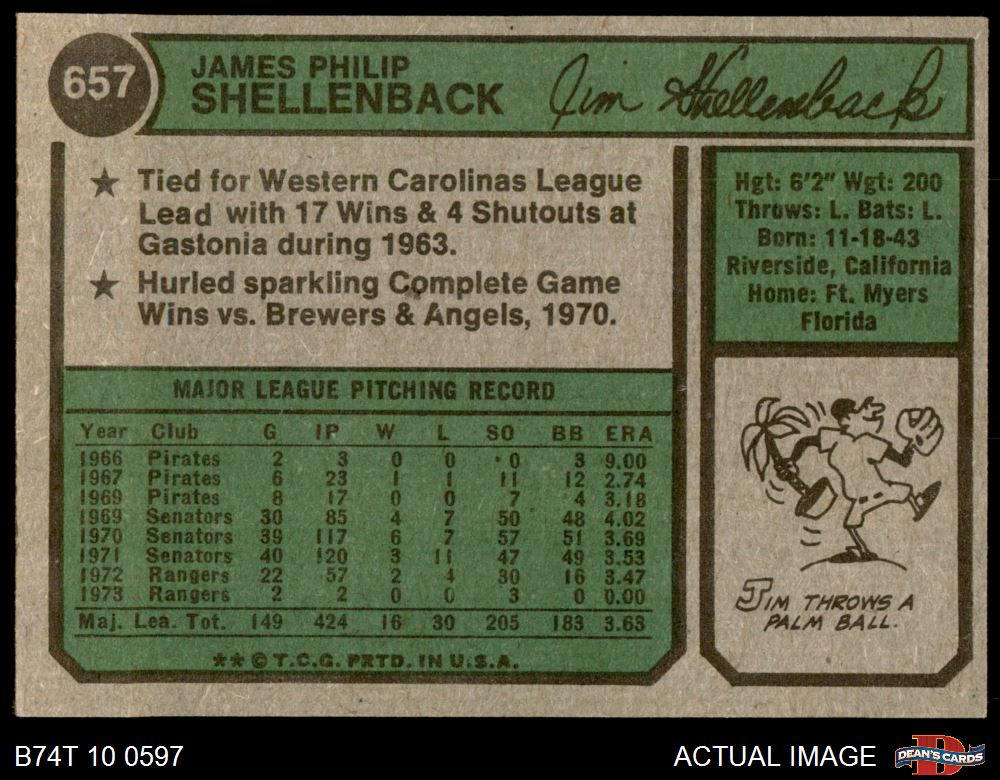 657
JAMES PHILIP
SHELLENBACK
Jim Shellenback
★ Tied for Western Carolinas League
Lead with 17 Wins & 4 Shutouts at
Gastonia during 1963.
★ Hurled sparkling Complete Game
Wins vs. Brewers & Angels, 1970.
Hgt: 6'2" Wgt: 200
Throws: L. Bats: L.
Born: 11-18-43
Riverside, California
Home: Ft. Myers
Florida
MAJOR LEAGUE PITCHING RECORD
Year Club G IP W L SO BB ERA
1966 Pirates 2 3 0 0 0 3 9.00
1967 Pirates 6 23 1 1 11 12 2.74
1969 Pirates 8 17 0 0 7 4 3.18
1969 Senators 30 85 4 7 50 48 4.02
1970 Senators 39 117 6 7 57 51 3.69
1971 Senators 40 120 3 11 47 49 3.53
1972 Rangers 22 57 2 4 30 16 3.47
1973 Rangers 2 2 0 0 3 0 0.00
Maj. Lea. Tot. 149 424 16 30 205 183 3.63
** © T.C.G. PRTD. IN U.S.A.
JIM THROWS A
PALM BALL.
B74T 10 0597
ACTUAL IMAGE
DEAN'S CARDS